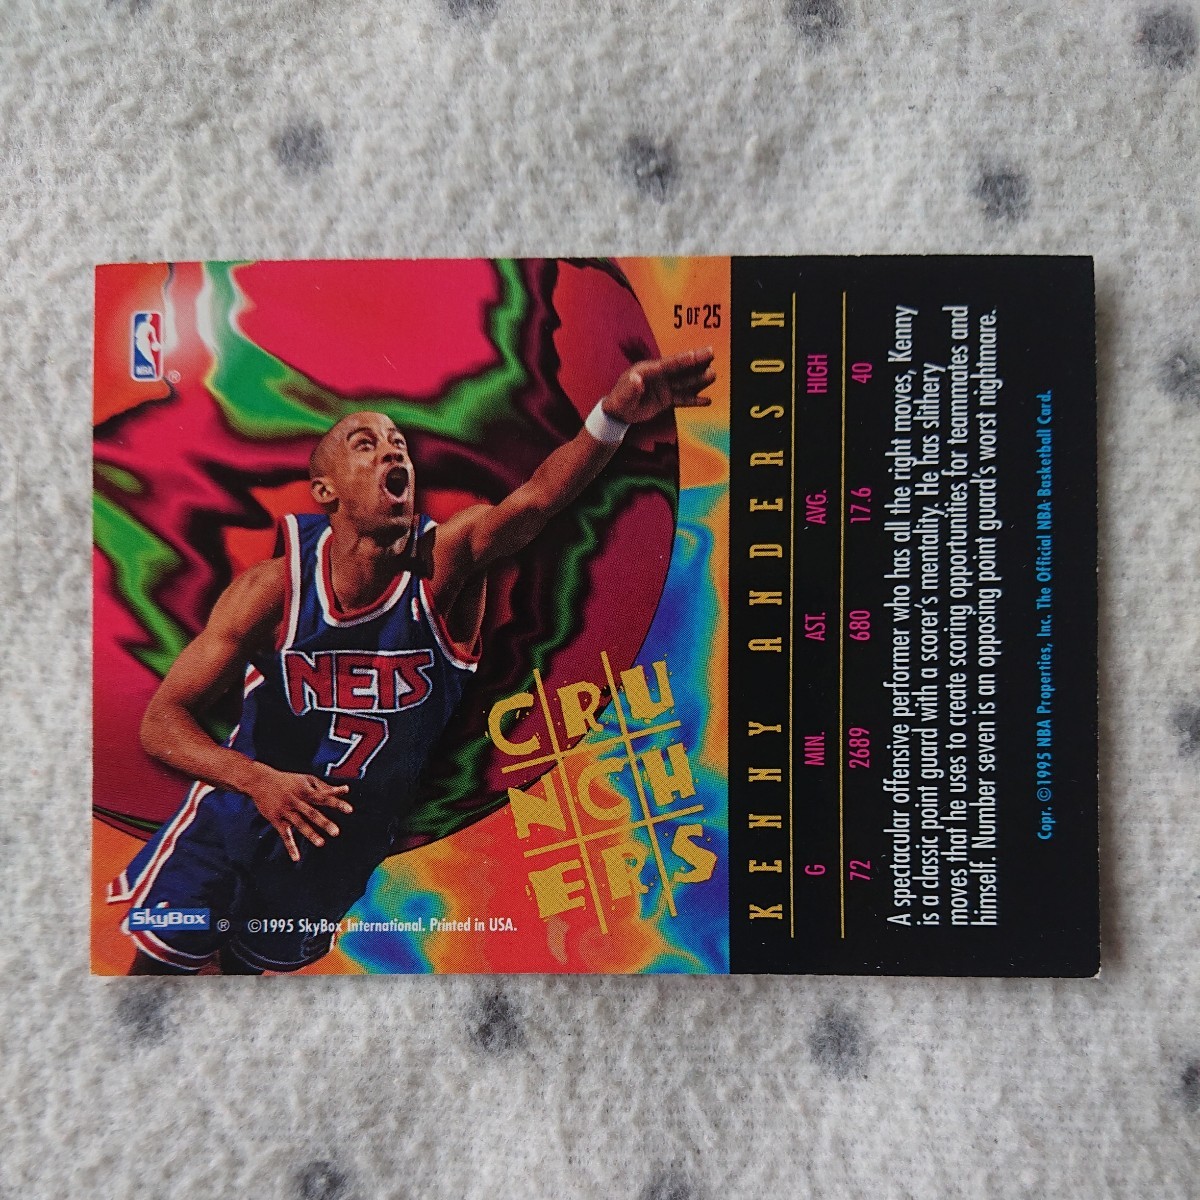 NBA
®
5 OF 25
NETS
7
CRU
NCH
ERS
SkyBox ® ©1995 SkyBox International. Printed in USA.
KENNY ANDERSON
G MIN. AST. AVG. HIGH
72 2689 680 17.6 40
A spectacular offensive performer who has all the right moves, Kenny
is a classic point guard with a scorer's mentality. He has slithery
moves that he uses to create scoring opportunities for teammates and
himself. Number seven is an opposing point guard's worst nightmare.
Copr. ©1995 NBA Properties, Inc. The Official NBA Basketball Card.